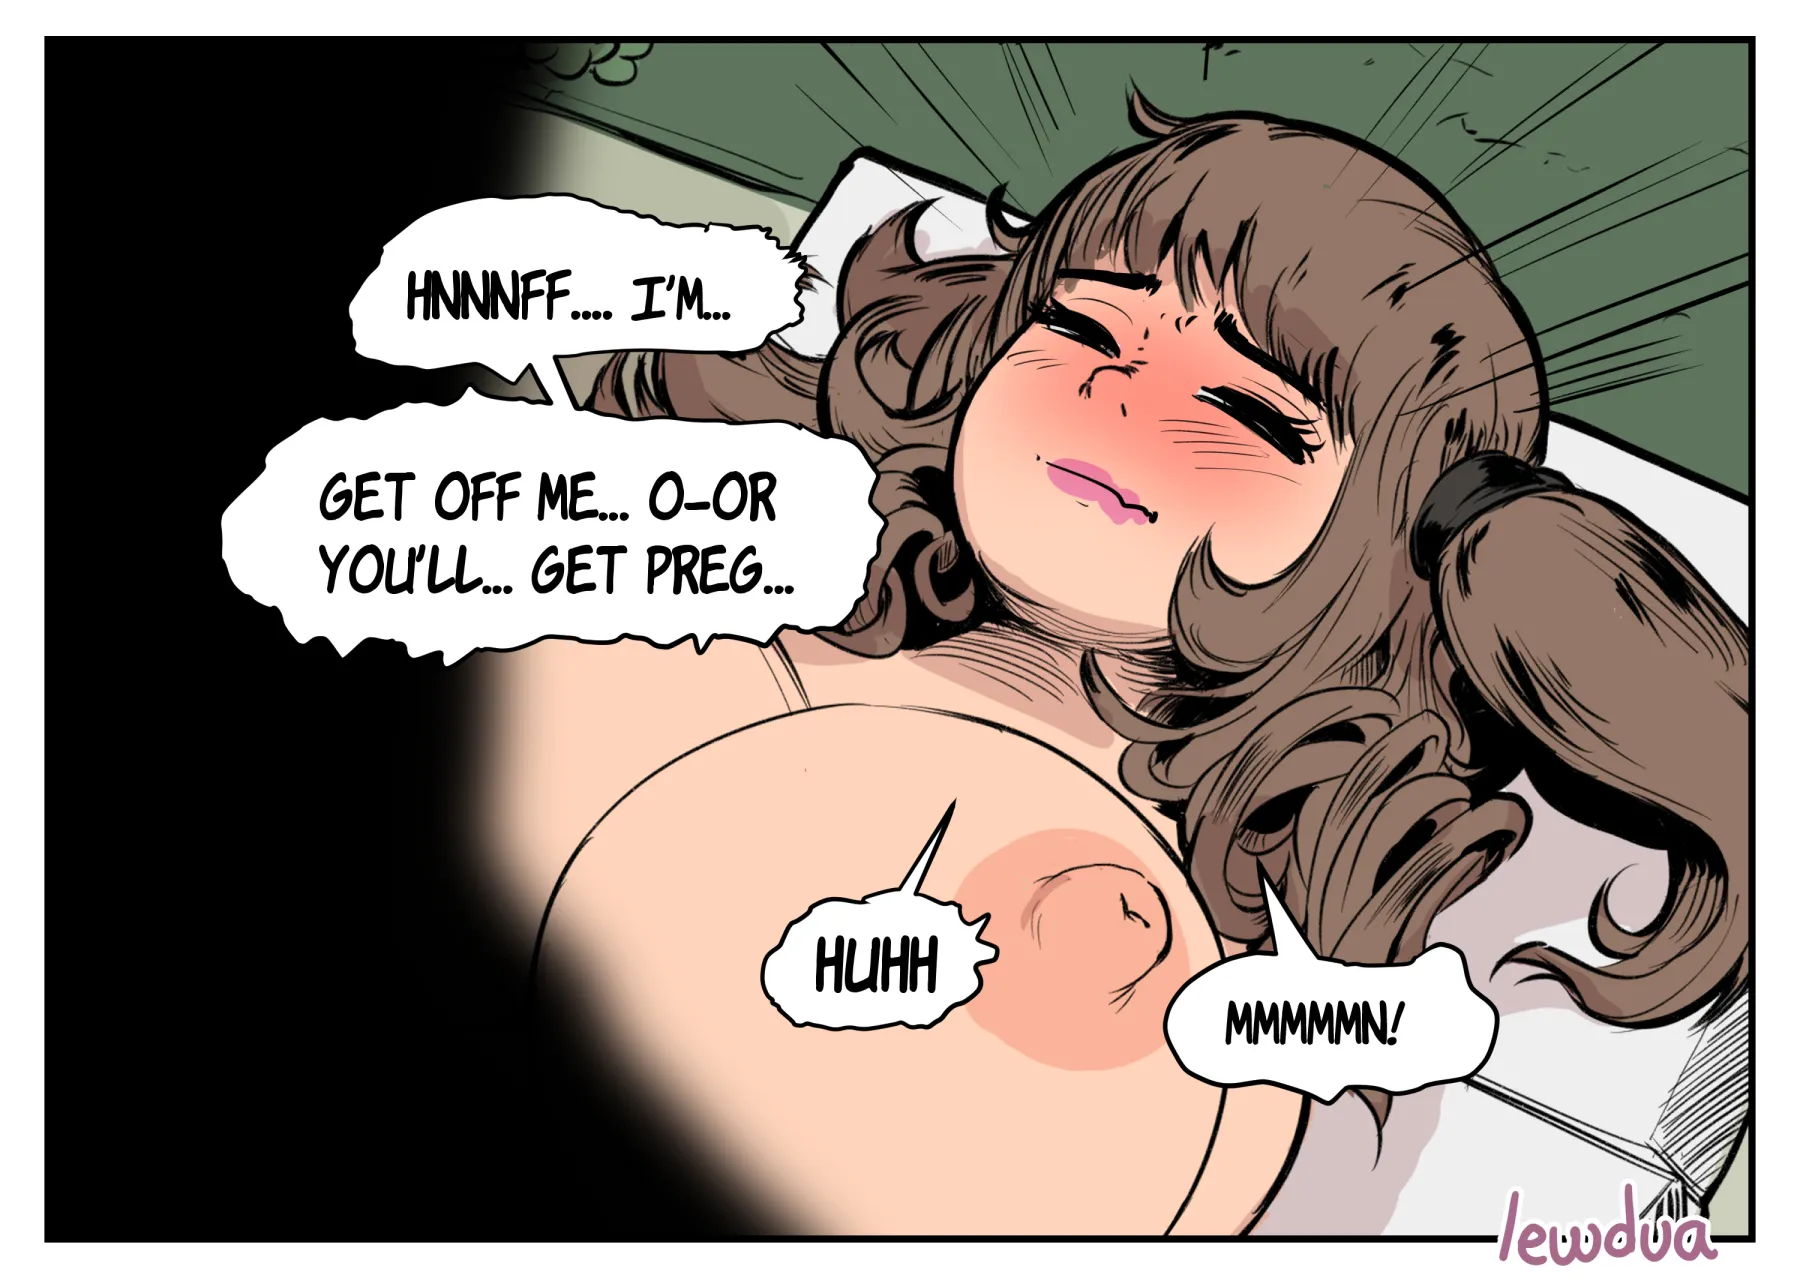 HNNNFF.... I'M...
GET OFF ME... O-OR
YOU'LL... GET PREG...
HUHH
MMMMMN!
lewdua